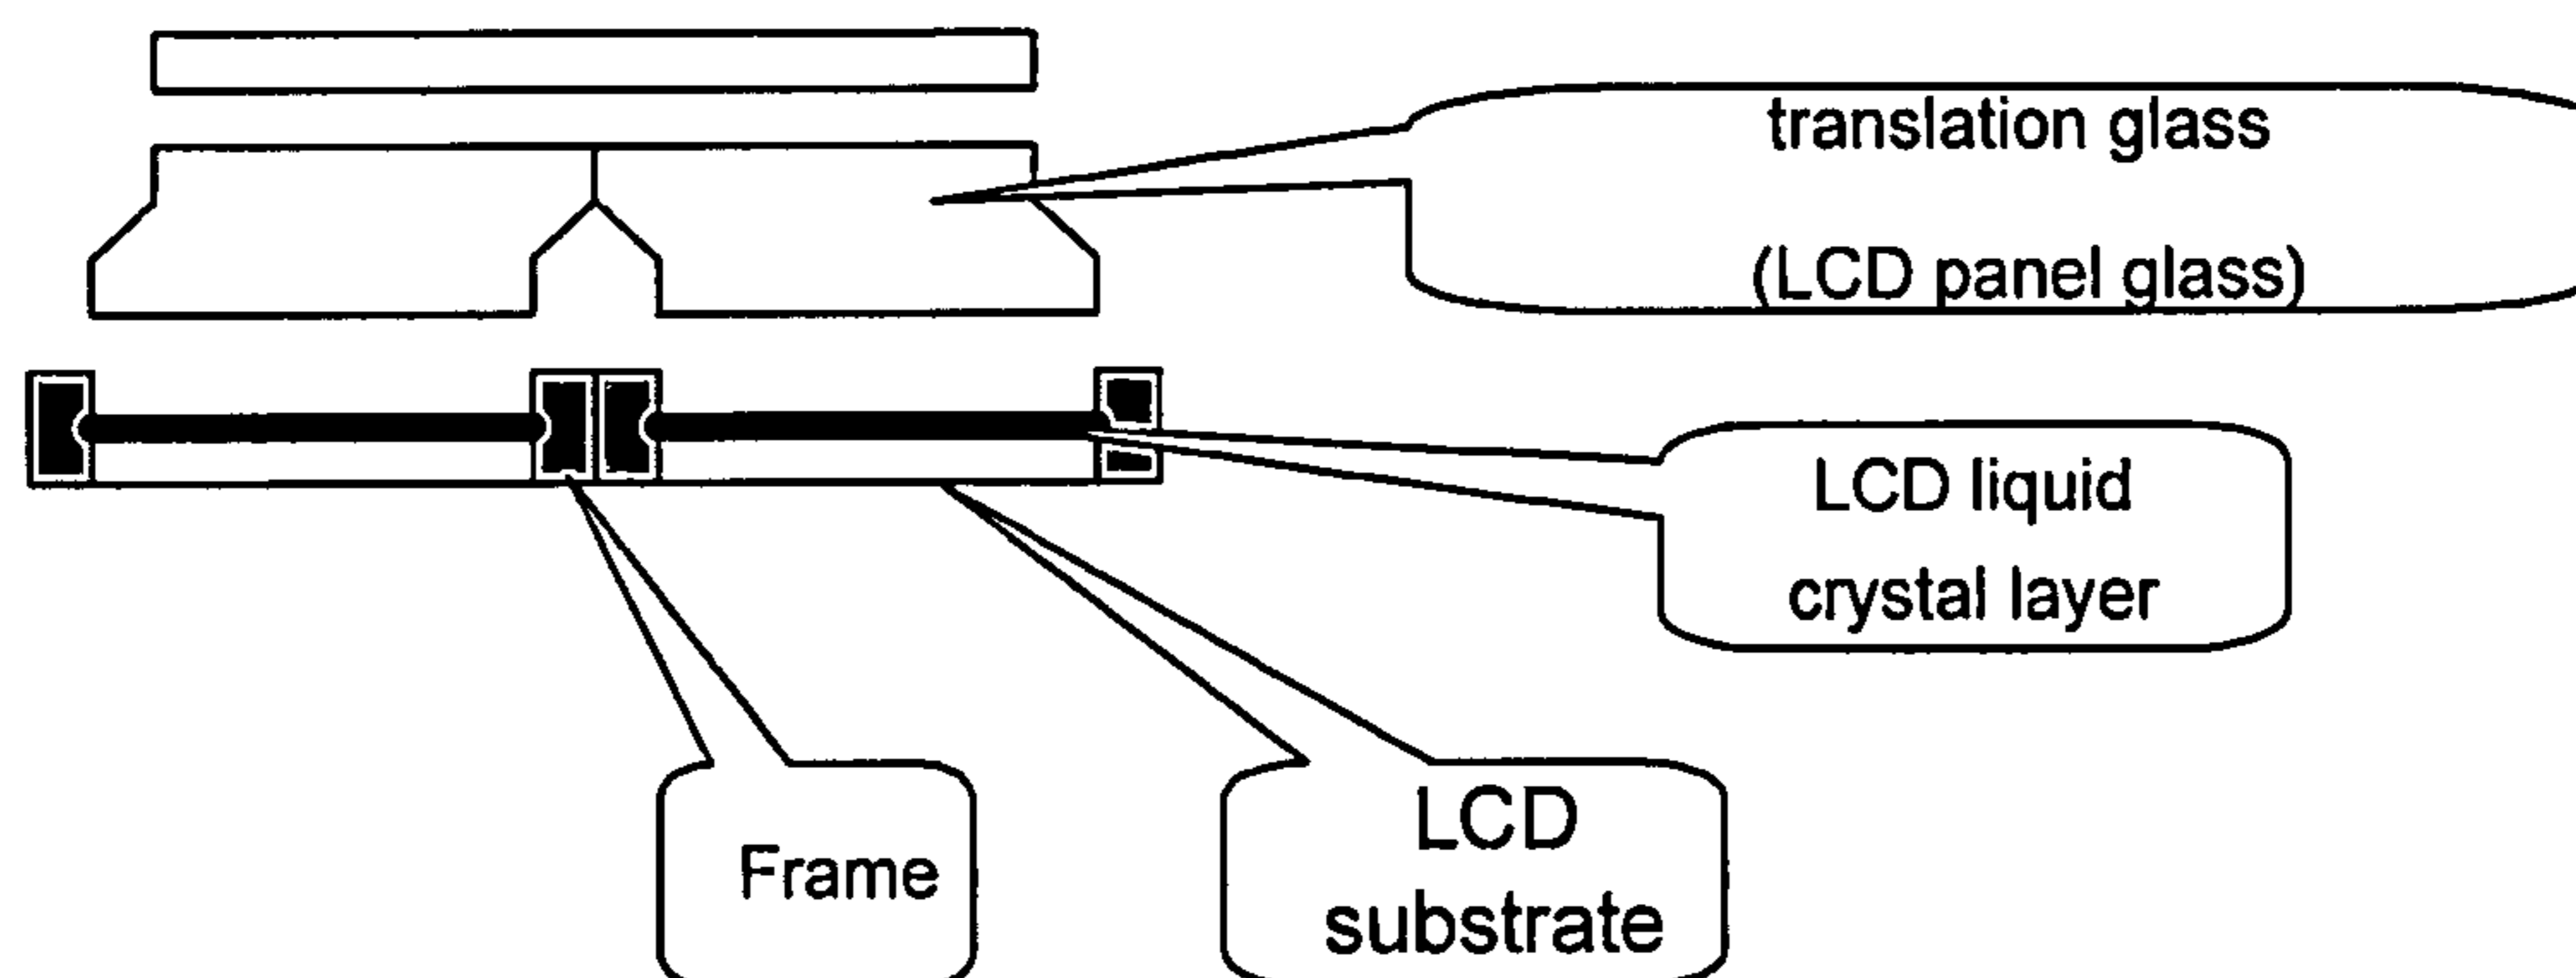 translation glass
(LCD panel glass)
LCD liquid
crystal layer
Frame
LCD
substrate